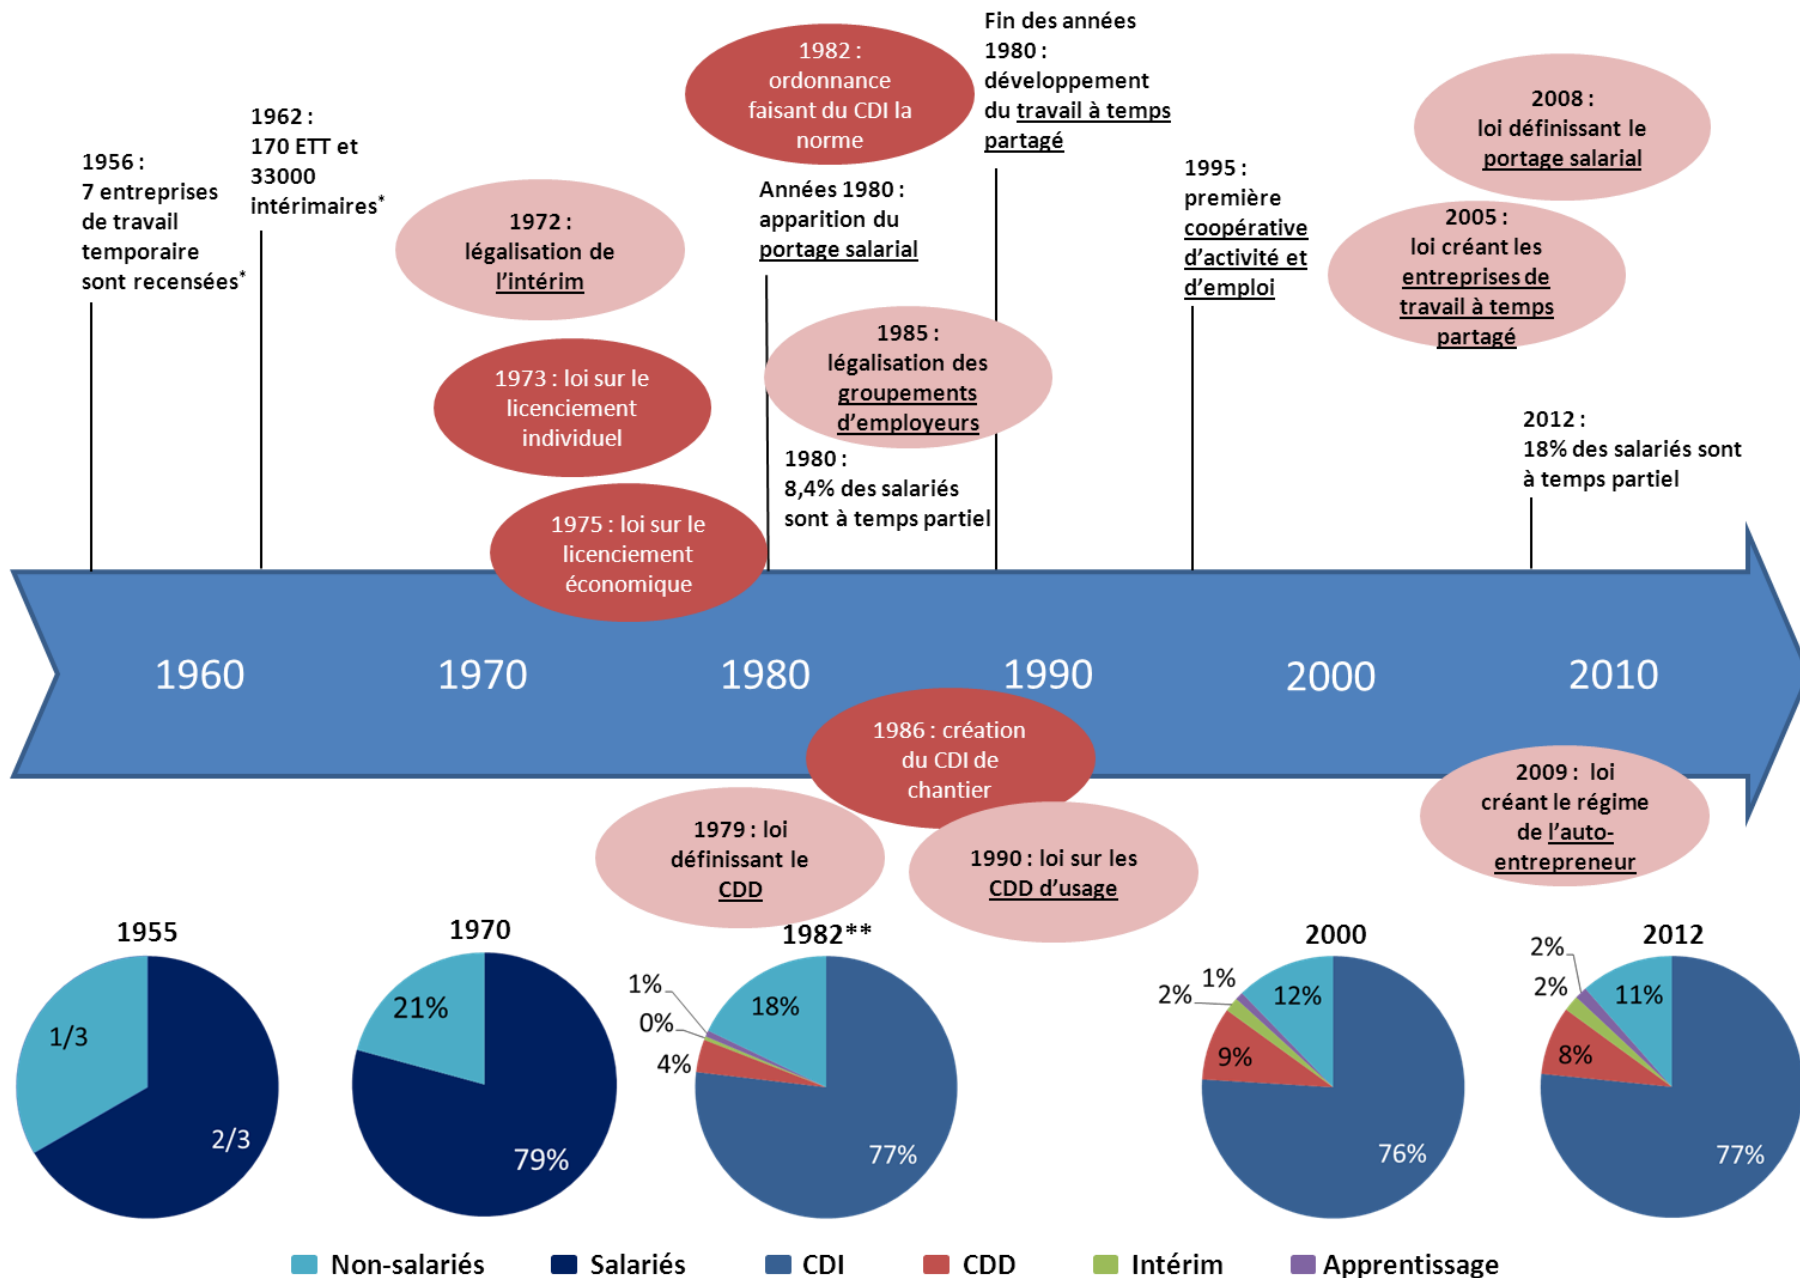 1956 :
7 entreprises
de travail
temporaire
sont recensées*
1962 :
170 ETT et
33000
intérimaires*
1972 :
légalisation de
l’intérim
1973 : loi sur le
licenciement
individuel
1975 : loi sur le
licenciement
économique
1982 :
ordonnance
faisant du CDI la
norme
Années 1980 :
apparition du
portage salarial
1985 :
légalisation des
groupements
d’employeurs
1980 :
8,4% des salariés
sont à temps partiel
Fin des années
1980 :
développement
du travail à temps
partagé
1995 :
première
coopérative
d’activité et
d’emploi
2008 :
loi définissant le
portage salarial
2005 :
loi créant les
entreprises de
travail à temps
partagé
2012 :
18% des salariés sont
à temps partiel
1960
1970
1980
1990
2000
2010
1986 : création
du CDI de
chantier
1979 : loi
définissant le
CDD
1990 : loi sur les
CDD d’usage
2009 : loi
créant le régime
de l’auto-
entrepreneur
1955
1/3
2/3
1970
21%
79%
1982**
1%
0%
4%
18%
77%
2000
1%
2%
9%
12%
76%
2012
2%
2%
8%
11%
77%
Non-salariés
Salariés
CDI
CDD
Intérim
Apprentissage